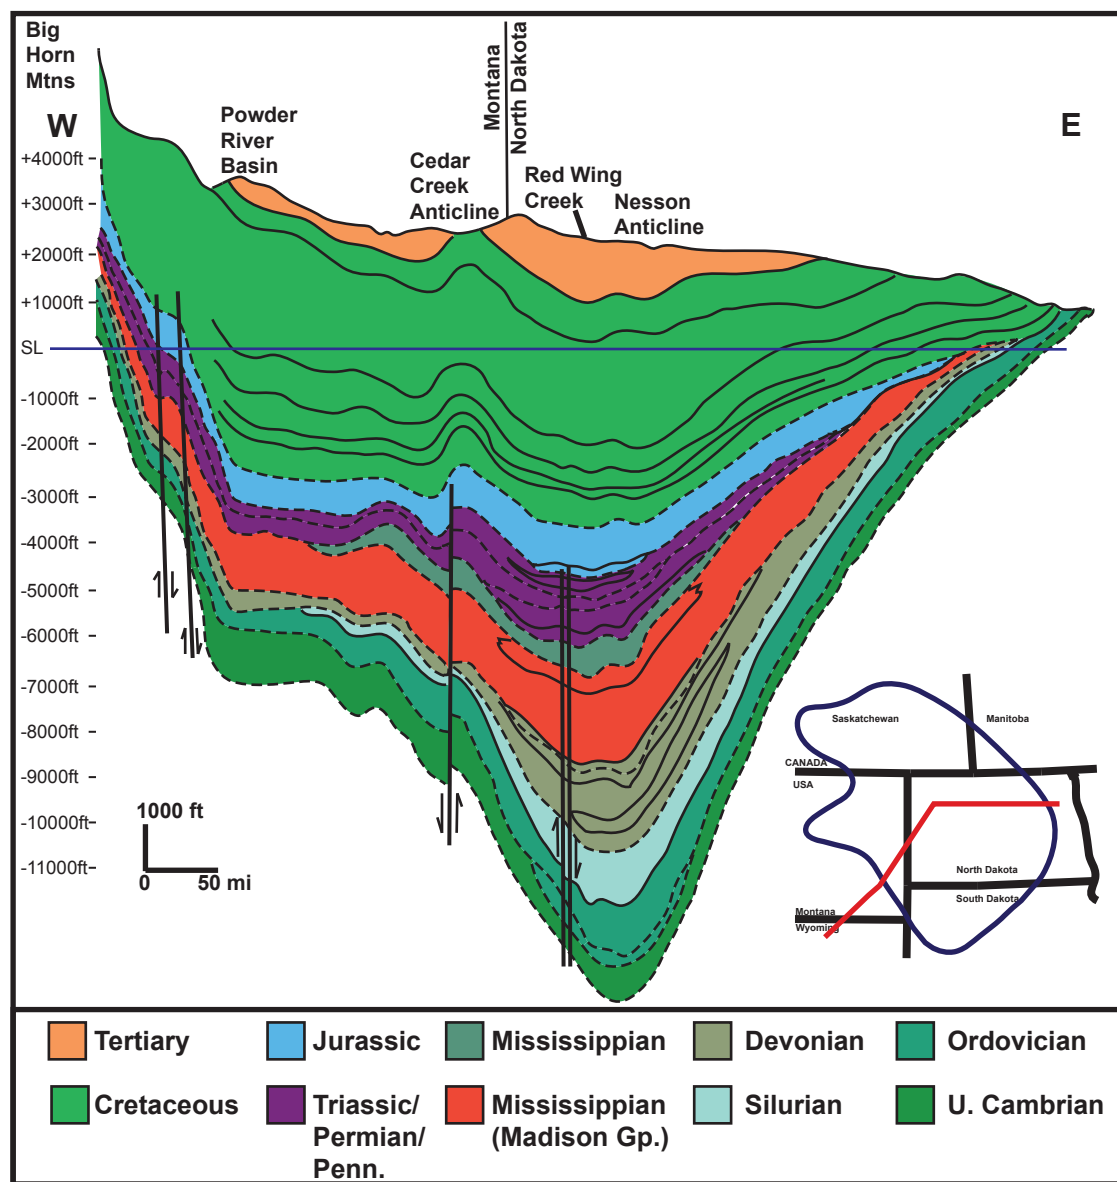 Big
Horn
Mtns
W
E
Powder
River
Basin
Cedar
Creek
Anticline
Montana
North Dakota
Red Wing
Creek
Nesson
Anticline
+4000ft
+3000ft
+2000ft
+1000ft
SL
-1000ft
-2000ft
-3000ft
-4000ft
-5000ft
-6000ft
-7000ft
-8000ft
-9000ft
-10000ft
-11000ft
1000 ft
0 50 mi
Saskatchewan
Manitoba
CANADA
USA
North Dakota
South Dakota
Montana
Wyoming
Tertiary
Jurassic
Mississippian
Devonian
Ordovician
Cretaceous
Triassic/
Permian/
Penn.
Mississippian
(Madison Gp.)
Silurian
U. Cambrian